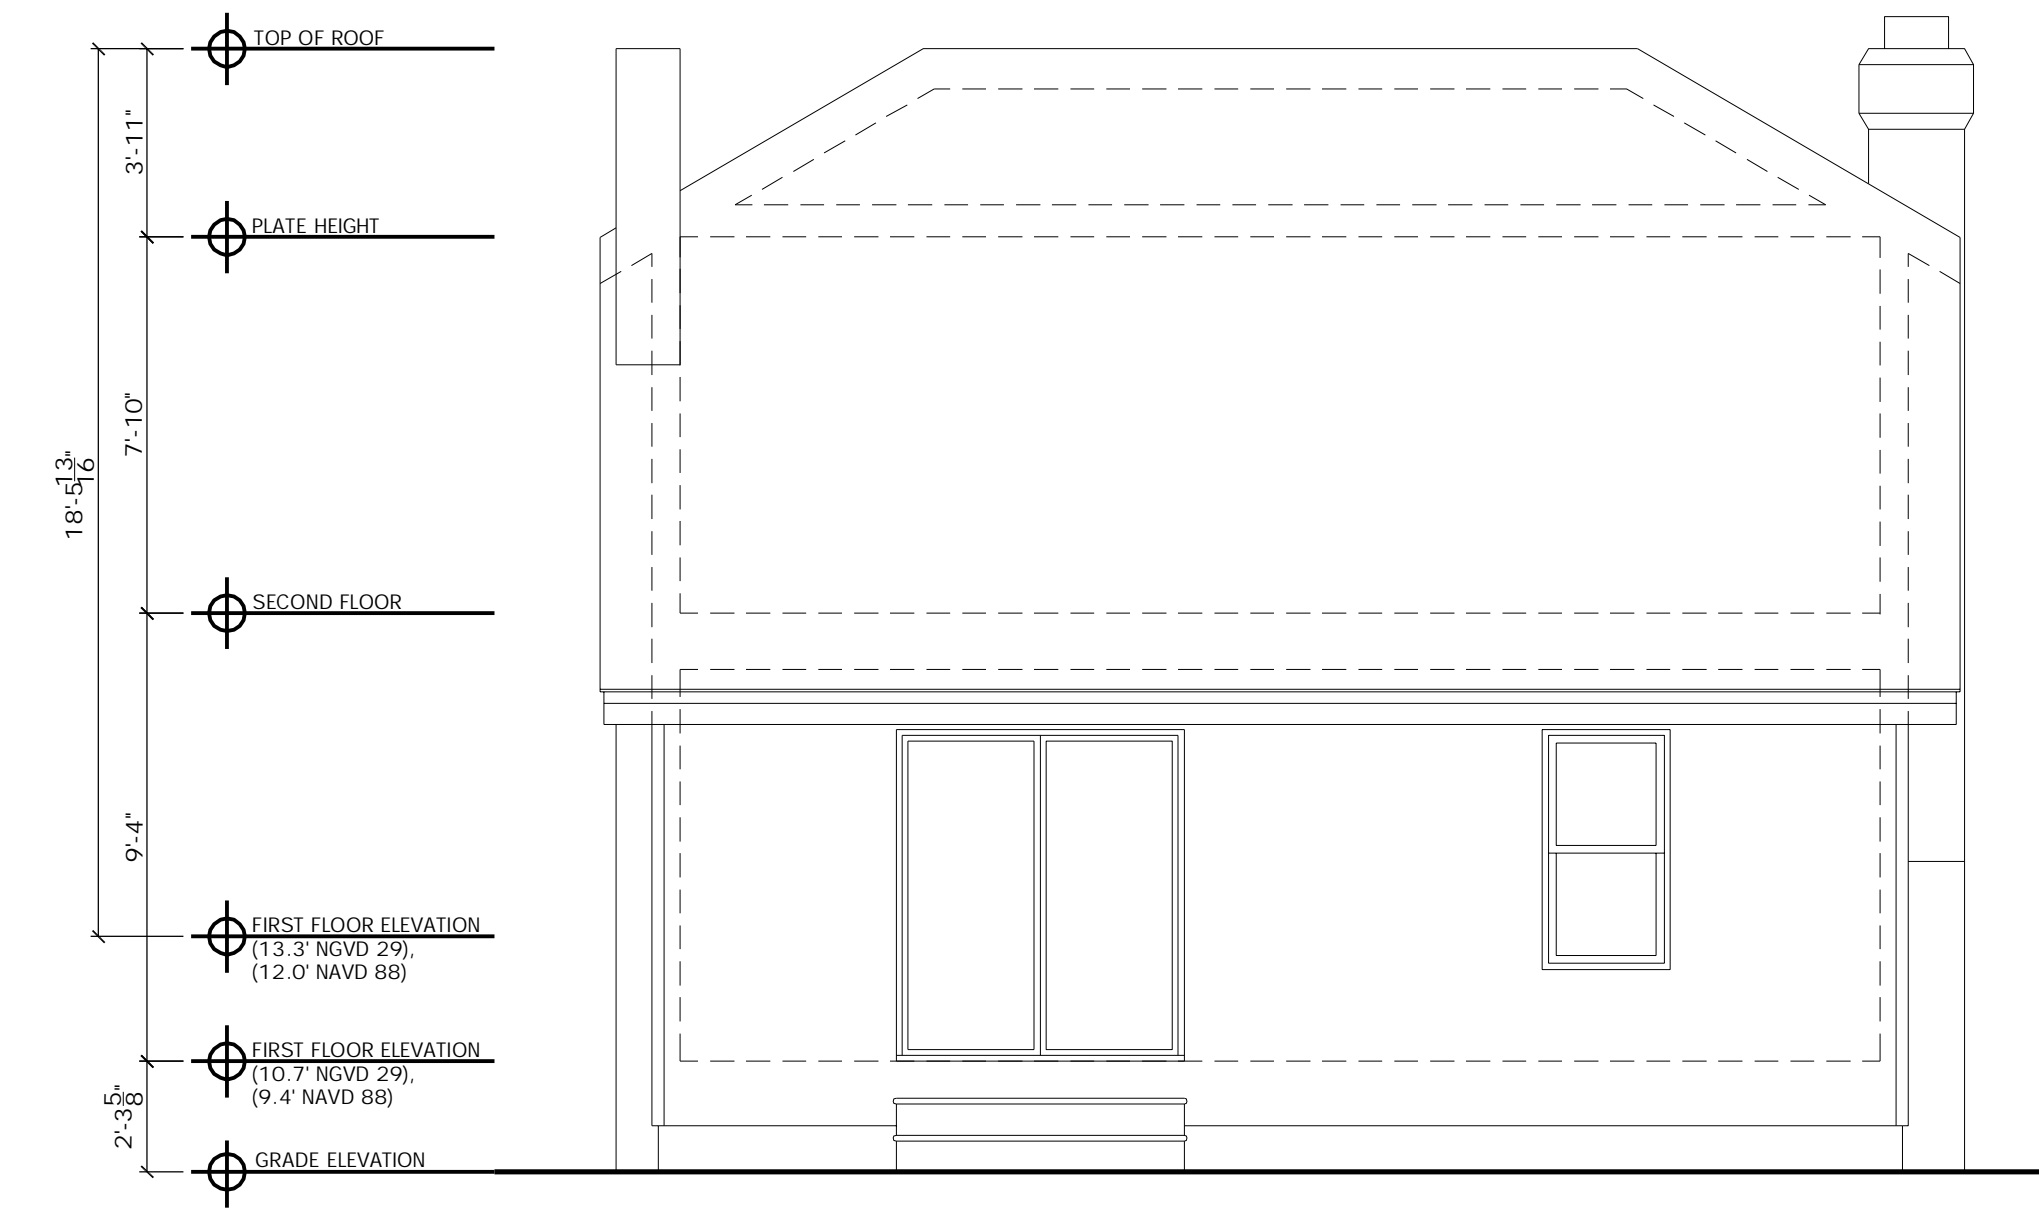 TOP OF ROOF
3'-11"
PLATE HEIGHT
7'-10"
18'-5 13/16"
SECOND FLOOR
9'-4"
FIRST FLOOR ELEVATION
(13.3' NGVD 29),
(12.0' NAVD 88)
FIRST FLOOR ELEVATION
(10.7' NGVD 29),
(9.4' NAVD 88)
2'-3 5/8"
GRADE ELEVATION